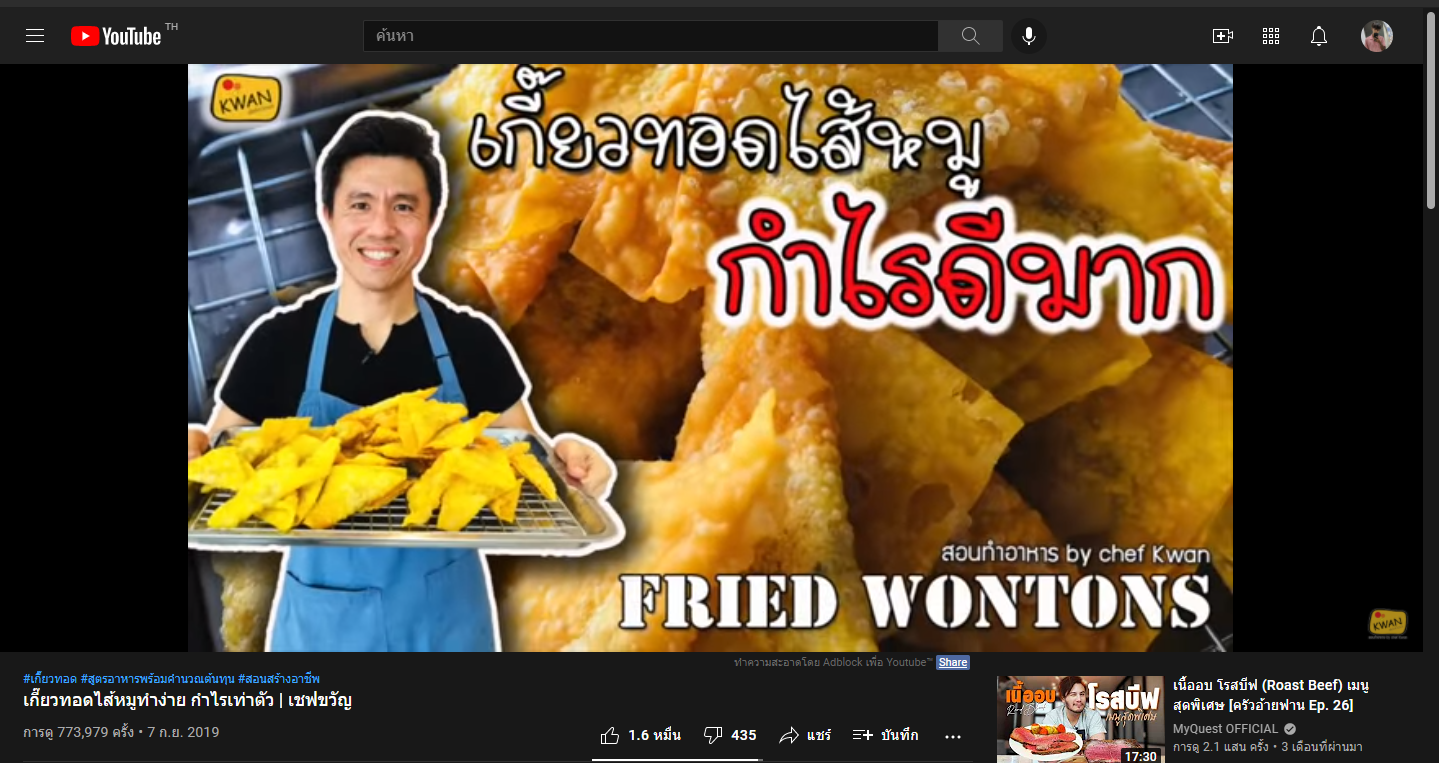 YouTube TH
ค้นหา
KWAN
เกี๊ยวทอดไส้หมู
กำไรดีมาก
สอนทำอาหาร by chef Kwan
FRIED WONTONS
KWAN
ทำความสะอาดโดย Adblock เพื่อ Youtube™ Share
#เกี๊ยวทอด #สูตรอาหารพร้อมคำนวณต้นทุน #สอนสร้างอาชีพ
เกี๊ยวทอดไส้หมูทำง่าย กำไรเท่าตัว | เชฟขวัญ
การดู 773,979 ครั้ง • 7 ก.ย. 2019
1.6 หมื่น 435 แชร์ บันทึก
เนื้ออบ โรสบีฟ
Roast Beef
เมนูสุดพิเศษ
17:30
เนื้ออบ โรสบีฟ (Roast Beef) เมนู
สุดพิเศษ [ครัวอ้ายฟาน Ep. 26]
MyQuest OFFICIAL
การดู 2.1 แสน ครั้ง • 3 เดือนที่ผ่านมา